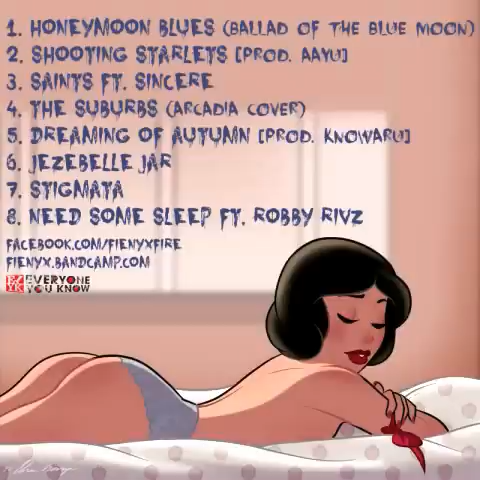 1. HONEYMOON BLUES (BALLAD OF THE BLUE MOON)
2. SHOOTING STARLETS [PROD. AAYU]
3. SAINTS FT. SINCERE
4. THE SUBURBS (ARCADIA COVER)
5. DREAMING OF AUTUMN [PROD. KNOWARU]
6. JEZEBELLE JAR
7. STIGMATA
8. NEED SOME SLEEP FT. ROBBY RIVZ
FACEBOOK.COM/FIENYXFIRE
FIENYX.BANDCAMP.COM
EVERYONE
YOU KNOW